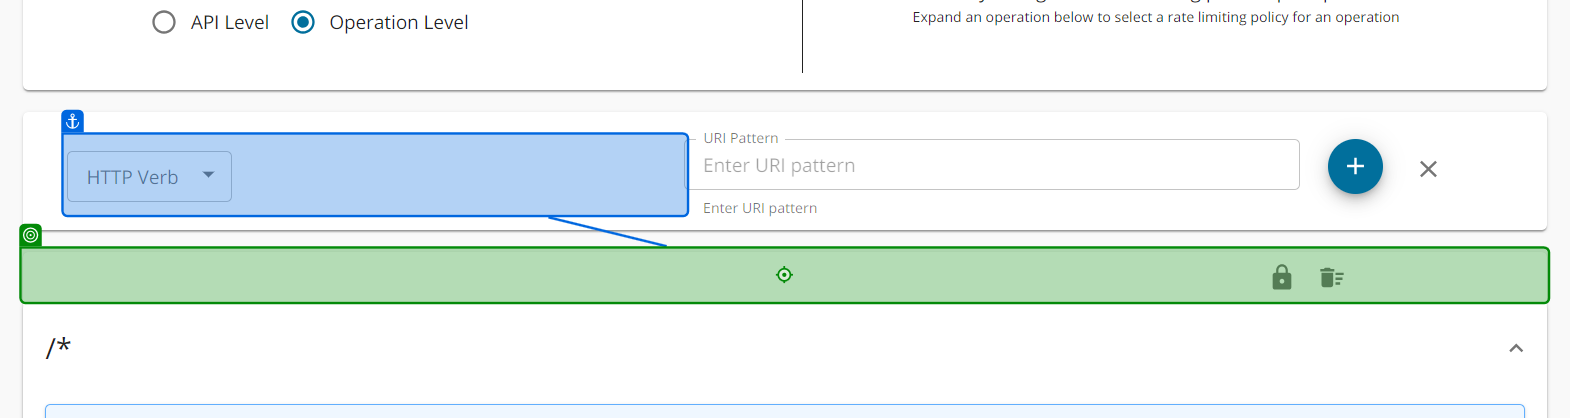 API Level
Operation Level
Expand an operation below to select a rate limiting policy for an operation
HTTP Verb
URI Pattern
Enter URI pattern
Enter URI pattern
/*